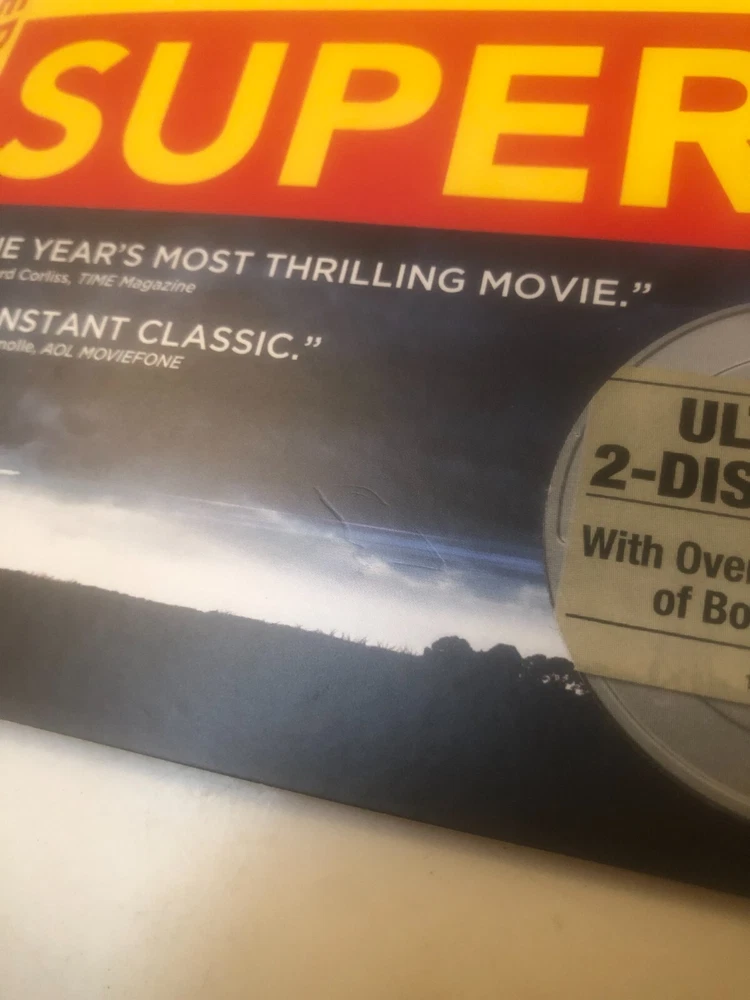 SUPER
E YEAR'S MOST THRILLING MOVIE."
rd Corliss, TIME Magazine
NSTANT CLASSIC."
nolle, AOL MOVIEFONE
UL
2-DIS
With Over
of Bo